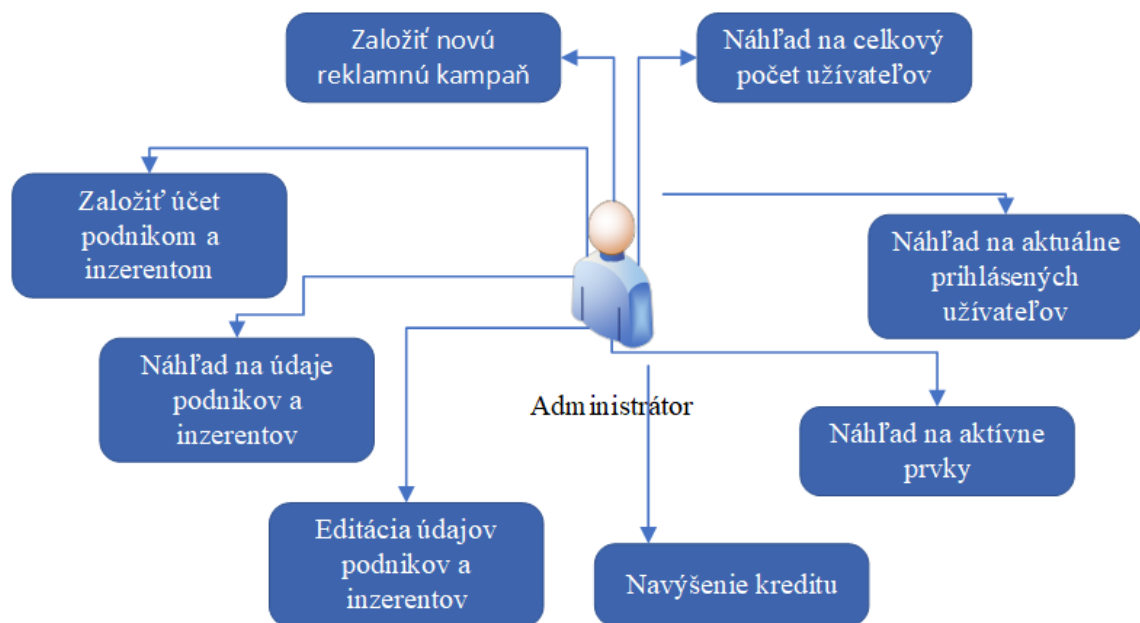 Založiť novú
reklamnú kampaň
Náhľad na celkový
počet užívateľov
Založiť účet
podnikom a
inzerentom
Náhľad na aktuálne
prihlásených
užívateľov
Náhľad na údaje
podnikov a
inzerentov
Administrátor
Náhľad na aktívne
prvky
Editácia údajov
podnikov a
inzerentov
Navýšenie kreditu